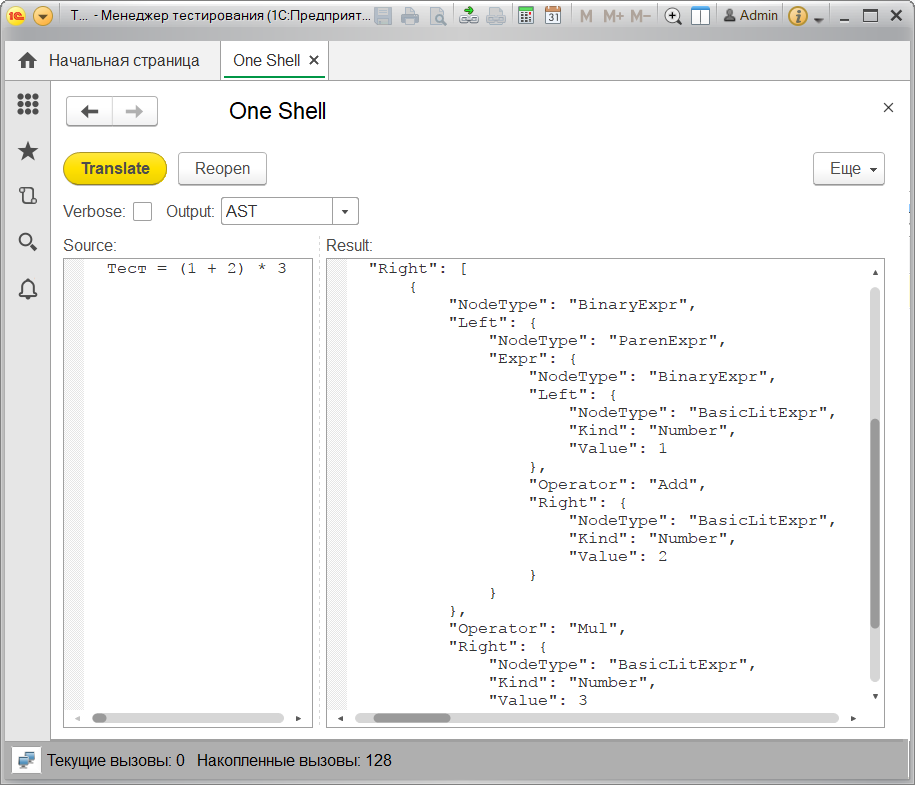 Т... - Менеджер тестирования (1С:Предприят...
31
M M+ M−
Admin
Начальная страница
One Shell
One Shell
Translate
Reopen
Еще
Verbose:
Output:
AST
Source:
Result:
Тест = (1 + 2) * 3
"Right": [
{
"NodeType": "BinaryExpr",
"Left": {
"NodeType": "ParenExpr",
"Expr": {
"NodeType": "BinaryExpr",
"Left": {
"NodeType": "BasicLitExpr",
"Kind": "Number",
"Value": 1
},
"Operator": "Add",
"Right": {
"NodeType": "BasicLitExpr",
"Kind": "Number",
"Value": 2
}
}
},
"Operator": "Mul",
"Right": {
"NodeType": "BasicLitExpr",
"Kind": "Number",
"Value": 3
Текущие вызовы: 0 Накопленные вызовы: 128